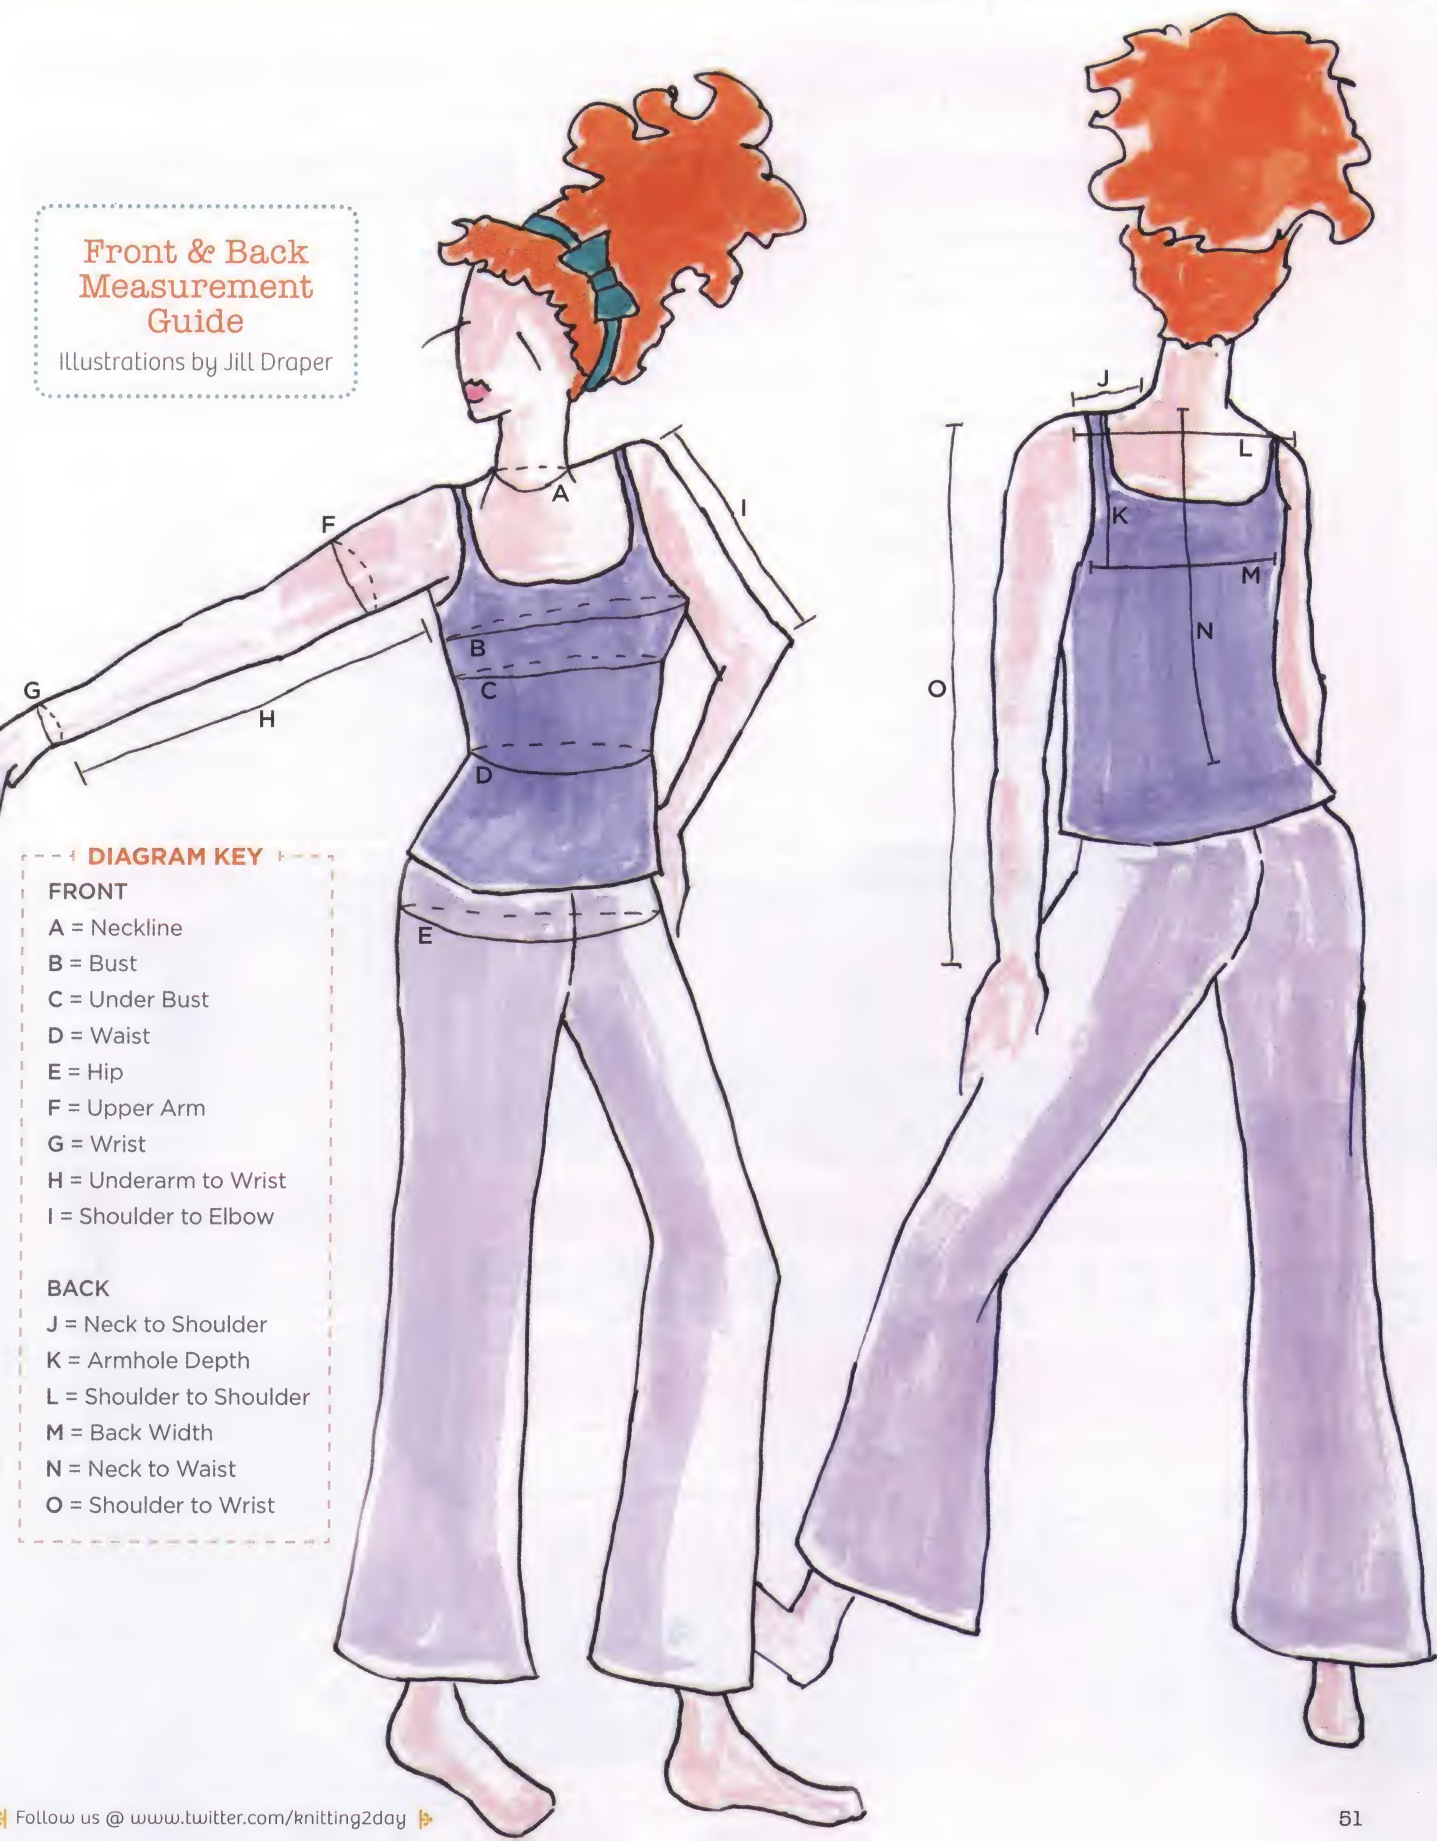 Front & Back
Measurement
Guide
Illustrations by Jill Draper
A
B
C
D
E
F
G
H
I
J
K
L
M
N
O
DIAGRAM KEY
FRONT
A = Neckline
B = Bust
C = Under Bust
D = Waist
E = Hip
F = Upper Arm
G = Wrist
H = Underarm to Wrist
I = Shoulder to Elbow
BACK
J = Neck to Shoulder
K = Armhole Depth
L = Shoulder to Shoulder
M = Back Width
N = Neck to Waist
O = Shoulder to Wrist
Follow us @ www.twitter.com/knitting2day
51